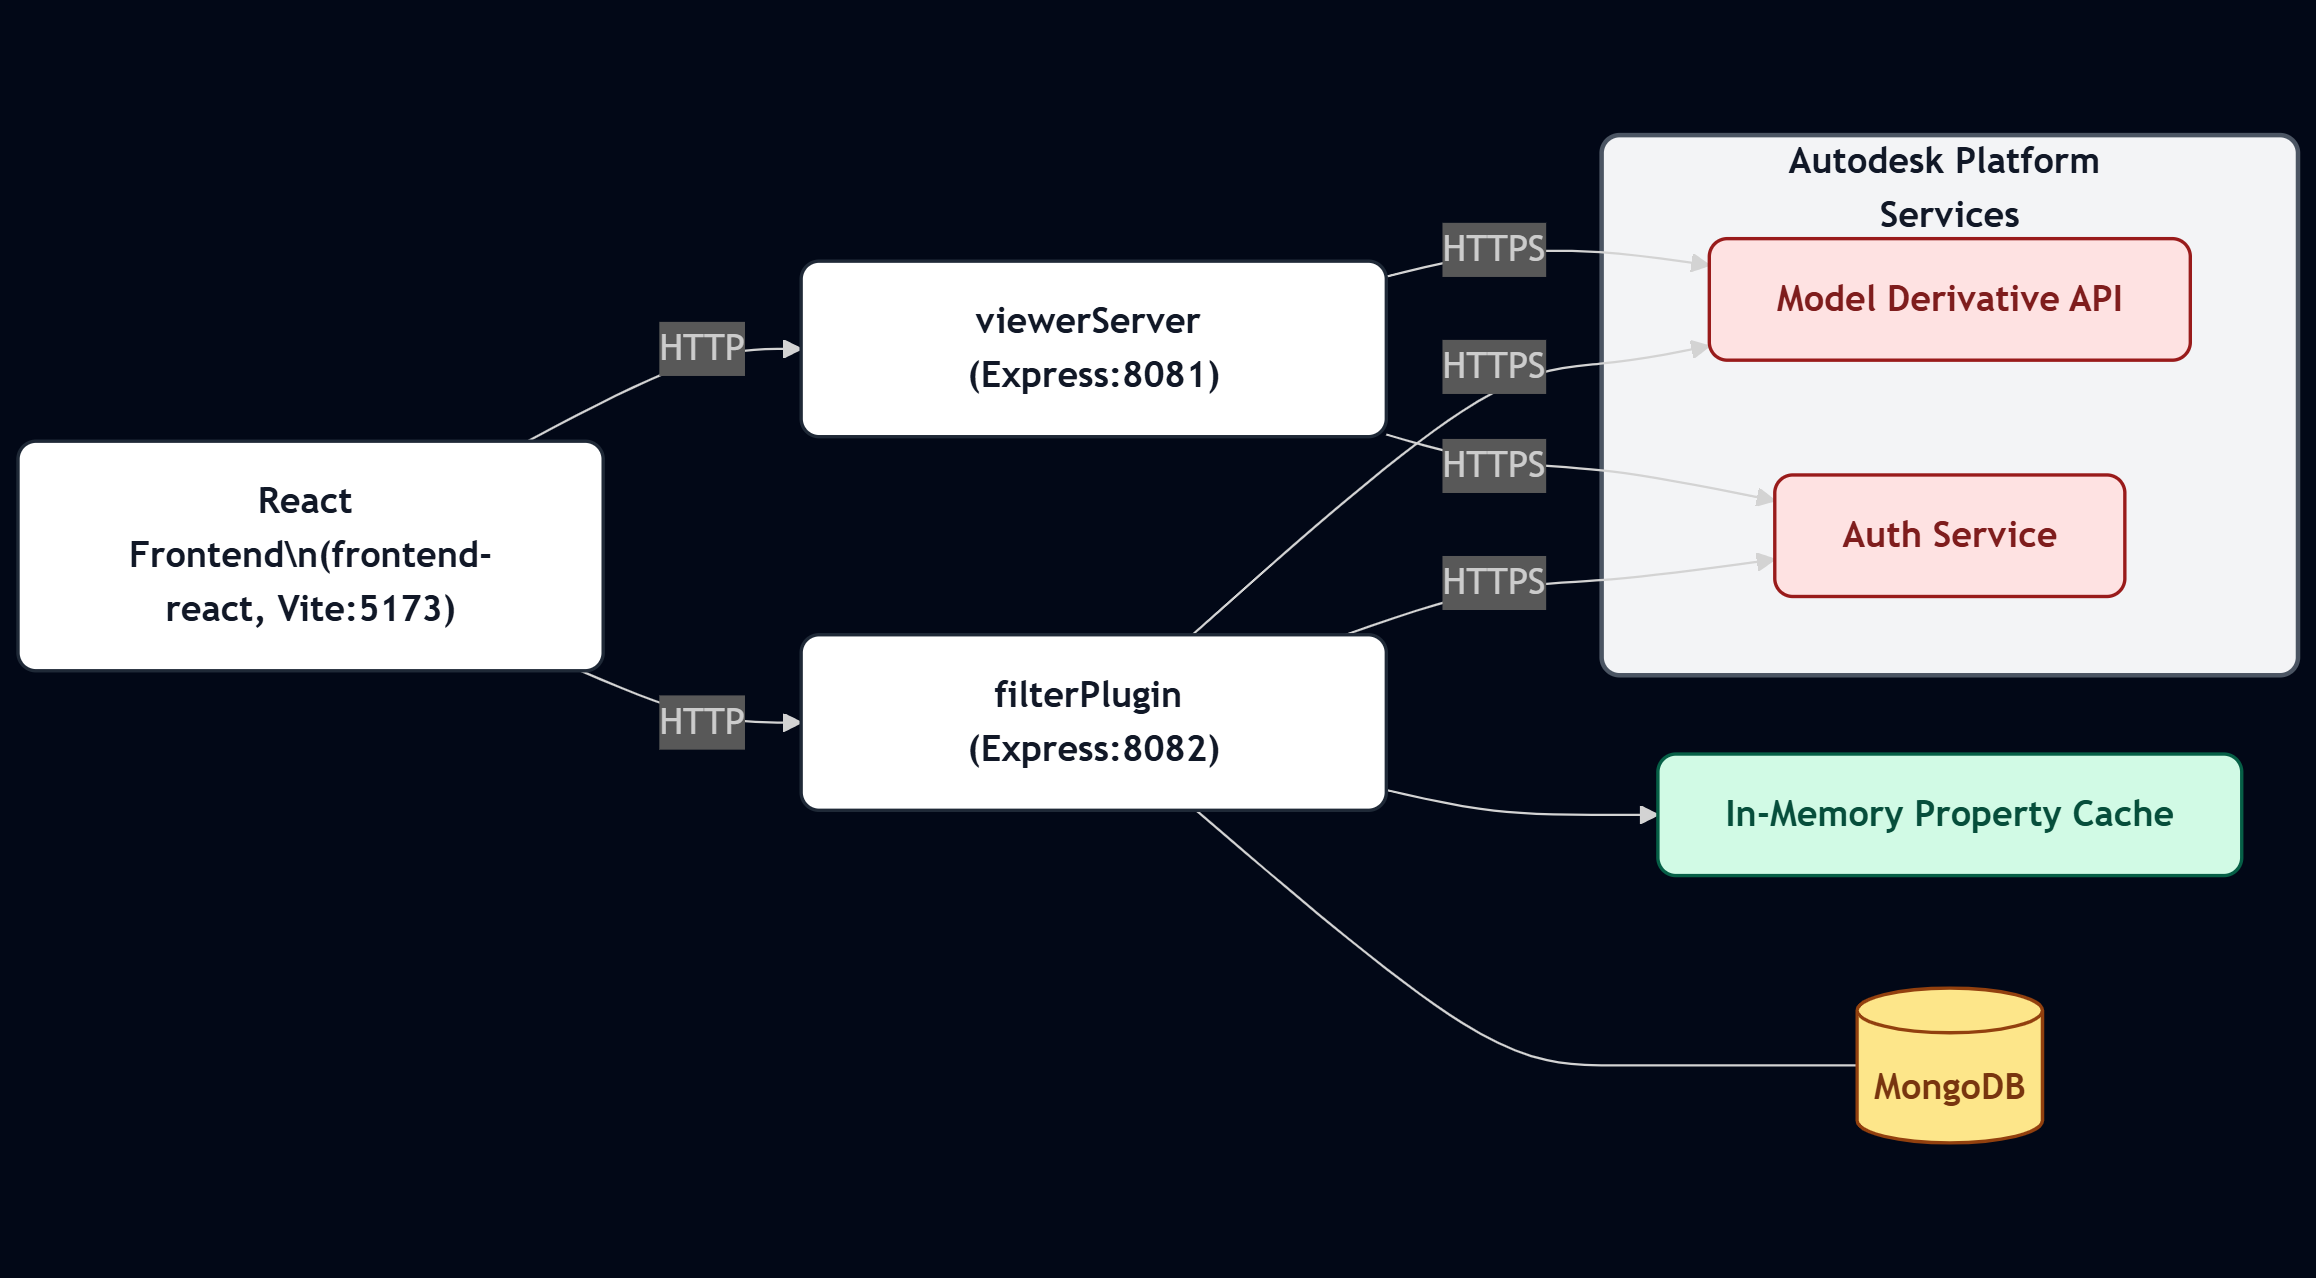 React
Frontend\n(frontend-
react, Vite:5173)
HTTP
HTTP
viewerServer
(Express:8081)
filterPlugin
(Express:8082)
HTTPS
HTTPS
HTTPS
HTTPS
Autodesk Platform
Services
Model Derivative API
Auth Service
In-Memory Property Cache
MongoDB